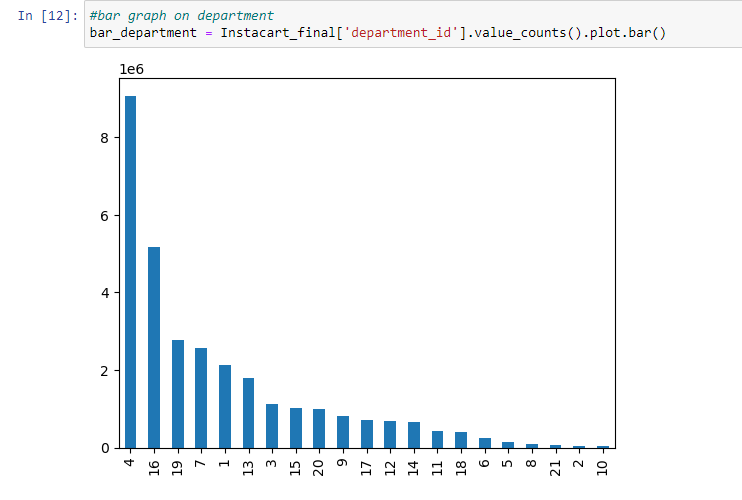 In [12]: #bar graph on department
bar_department = Instacart_final['department_id'].value_counts().plot.bar()
1e6
8
6
4
2
0
4 16 19 7 1 13 3 15 20 9 17 12 14 11 18 6 5 8 21 2 10